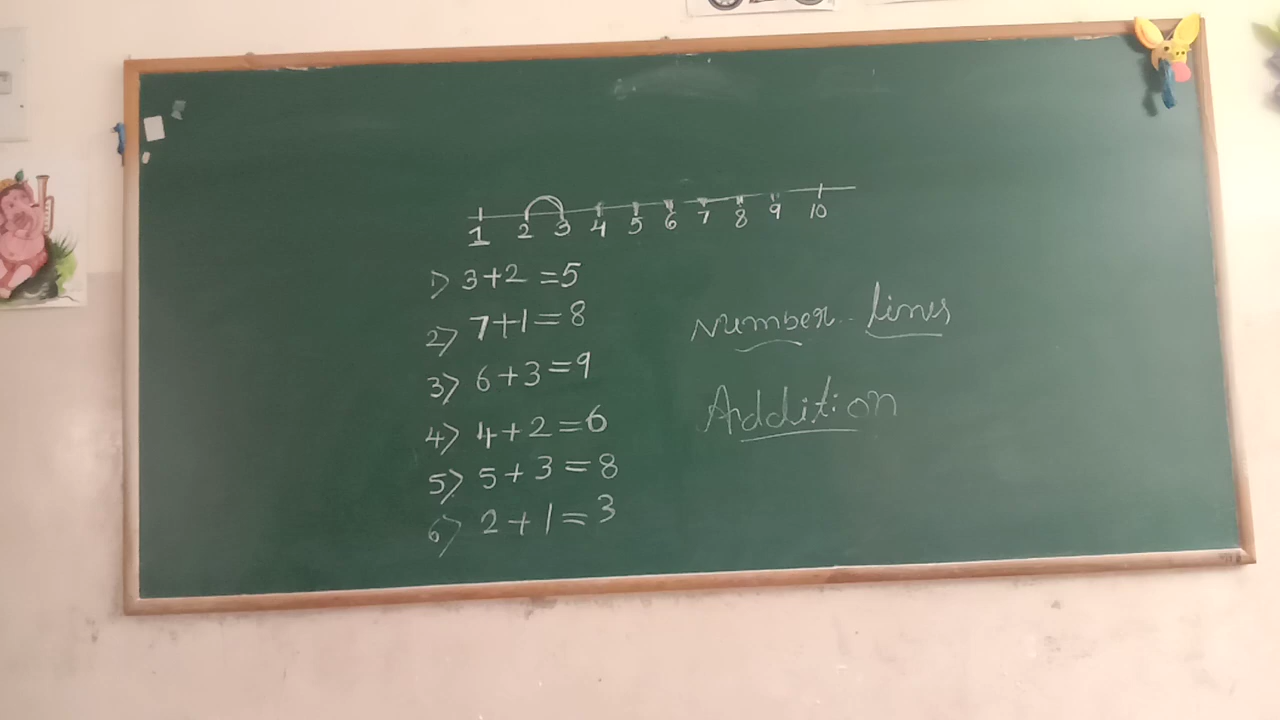 1 2 3 4 5 6 7 8 9 10
1) 3+2=5
2) 7+1=8
3) 6+3=9
4) 4+2=6
5) 5+3=8
6) 2+1=3
Number lines
Addition